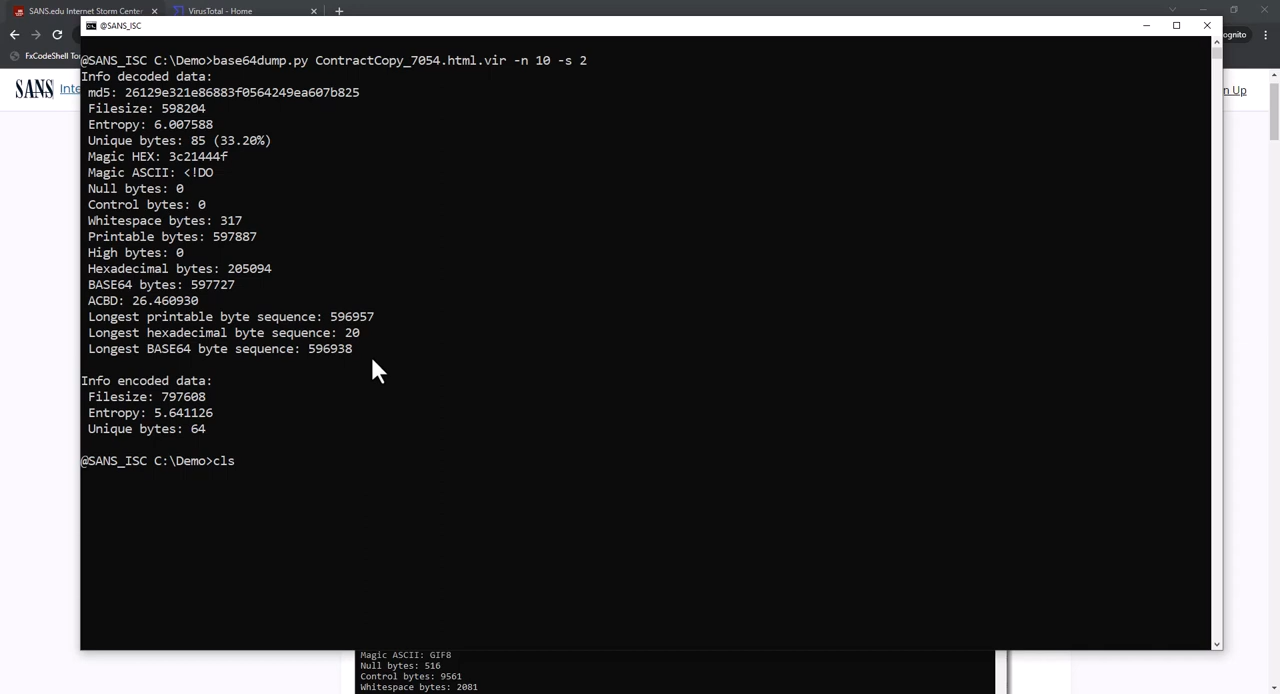 SANS.edu Internet Storm Center
VirusTotal - Home
FxCodeShell
SANS
@SANS_ISC
@SANS_ISC C:\Demo>base64dump.py ContractCopy_7054.html.vir -n 10 -s 2
Info decoded data:
md5: 26129e321e86883f0564249ea607b825
Filesize: 598204
Entropy: 6.007588
Unique bytes: 85 (33.20%)
Magic HEX: 3c21444f
Magic ASCII: <!DO
Null bytes: 0
Control bytes: 0
Whitespace bytes: 317
Printable bytes: 597887
High bytes: 0
Hexadecimal bytes: 205094
BASE64 bytes: 597727
ACBD: 26.460930
Longest printable byte sequence: 596957
Longest hexadecimal byte sequence: 20
Longest BASE64 byte sequence: 596938
Info encoded data:
Filesize: 797608
Entropy: 5.641126
Unique bytes: 64
@SANS_ISC C:\Demo>cls
Magic ASCII: GIF8
Null bytes: 516
Control bytes: 9561
Whitespace bytes: 2081